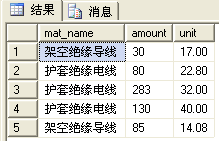 结果 消息
mat_name amount unit
1 架空绝缘导线 30 17.00
2 护套绝缘电线 80 22.80
3 护套绝缘电线 283 32.00
4 护套绝缘电线 130 40.00
5 架空绝缘导线 85 14.08